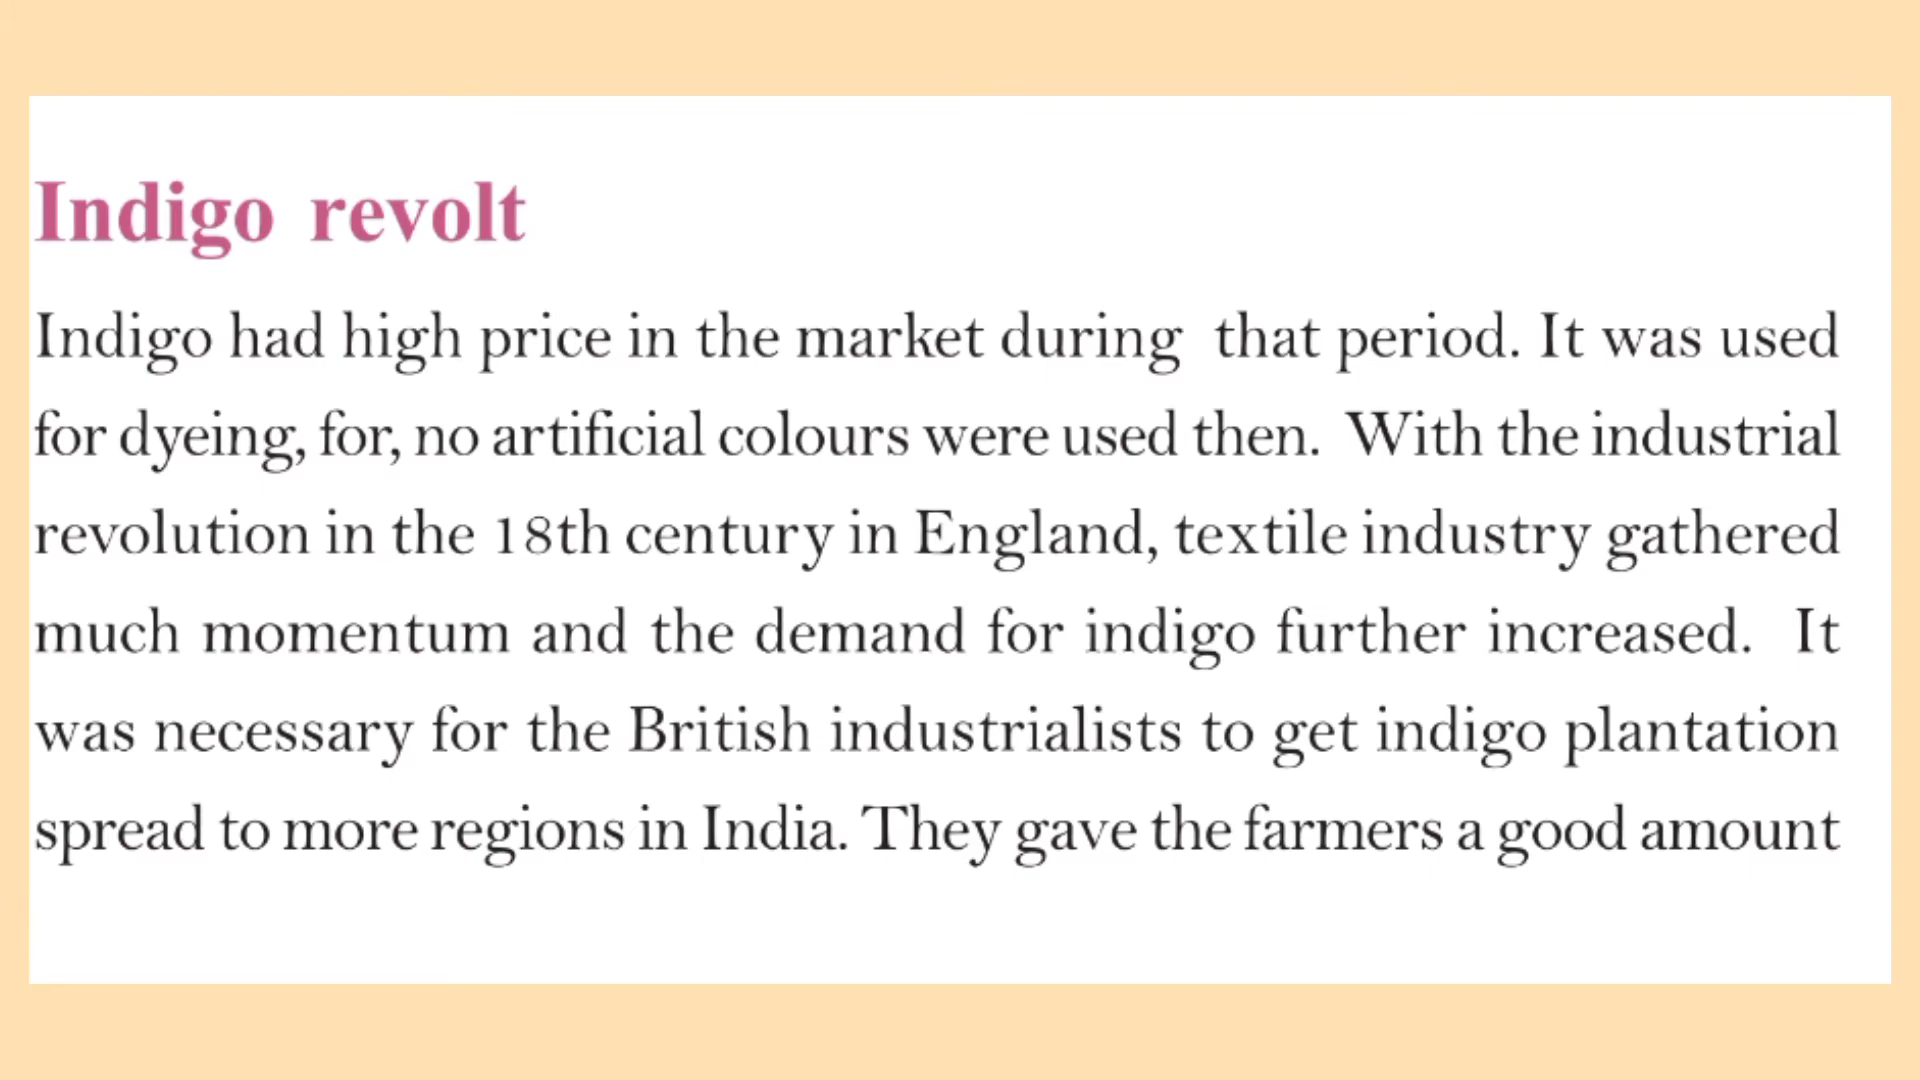 Indigo revolt
Indigo had high price in the market during that period. It was used
for dyeing, for, no artificial colours were used then. With the industrial
revolution in the 18th century in England, textile industry gathered
much momentum and the demand for indigo further increased. It
was necessary for the British industrialists to get indigo plantation
spread to more regions in India. They gave the farmers a good amount